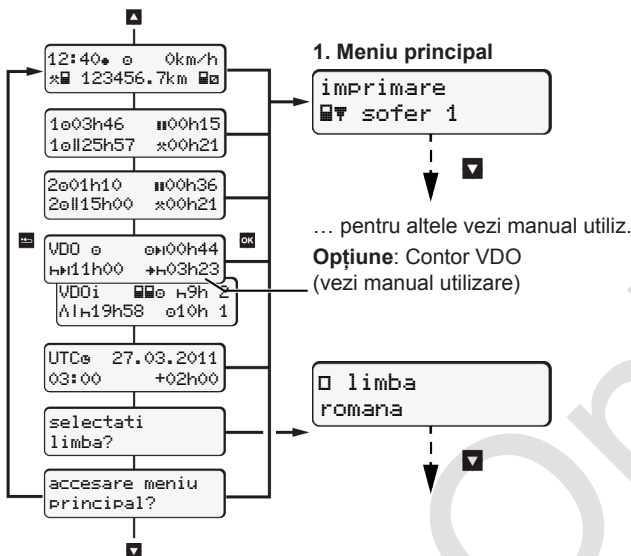 12:40 0km/h
123456.7km
1 03h46 00h15
1 25h57 00h21
2 01h10 00h36
2 15h00 00h21
VDO 00h44
11h00 03h23
VDOi 9h 2
19h58 10h 1
UTC 27.03.2011
03:00 +02h00
selectati
limba?
accesare meniu
principal?
OK
1. Meniu principal
imprimare
sofer 1
… pentru altele vezi manual utiliz.
Opțiune: Contor VDO
(vezi manual utilizare)
limba
romana